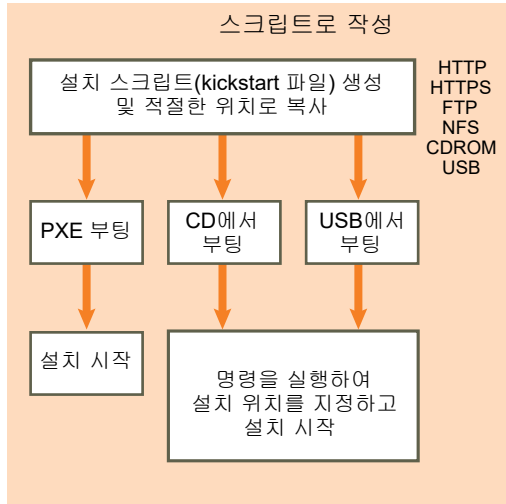 스크립트로 작성
설치 스크립트(kickstart 파일) 생성
및 적절한 위치로 복사
HTTP
HTTPS
FTP
NFS
CDROM
USB
PXE 부팅
CD에서
부팅
USB에서
부팅
설치 시작
명령을 실행하여
설치 위치를 지정하고
설치 시작